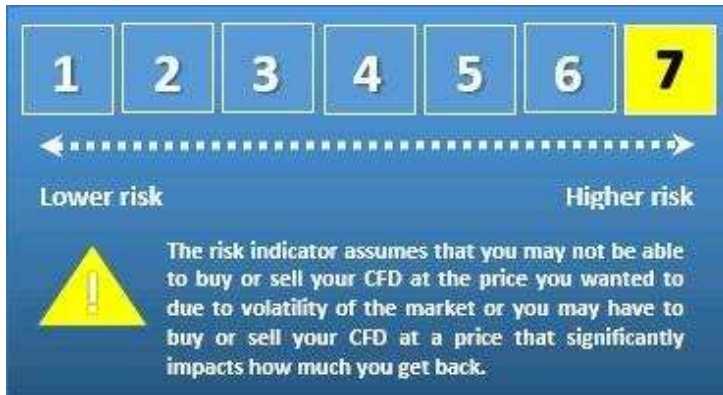 1 2 3 4 5 6 7
Lower risk Higher risk
!
The risk indicator assumes that you may not be able
to buy or sell your CFD at the price you wanted to
due to volatility of the market or you may have to
buy or sell your CFD at a price that significantly
impacts how much you get back.